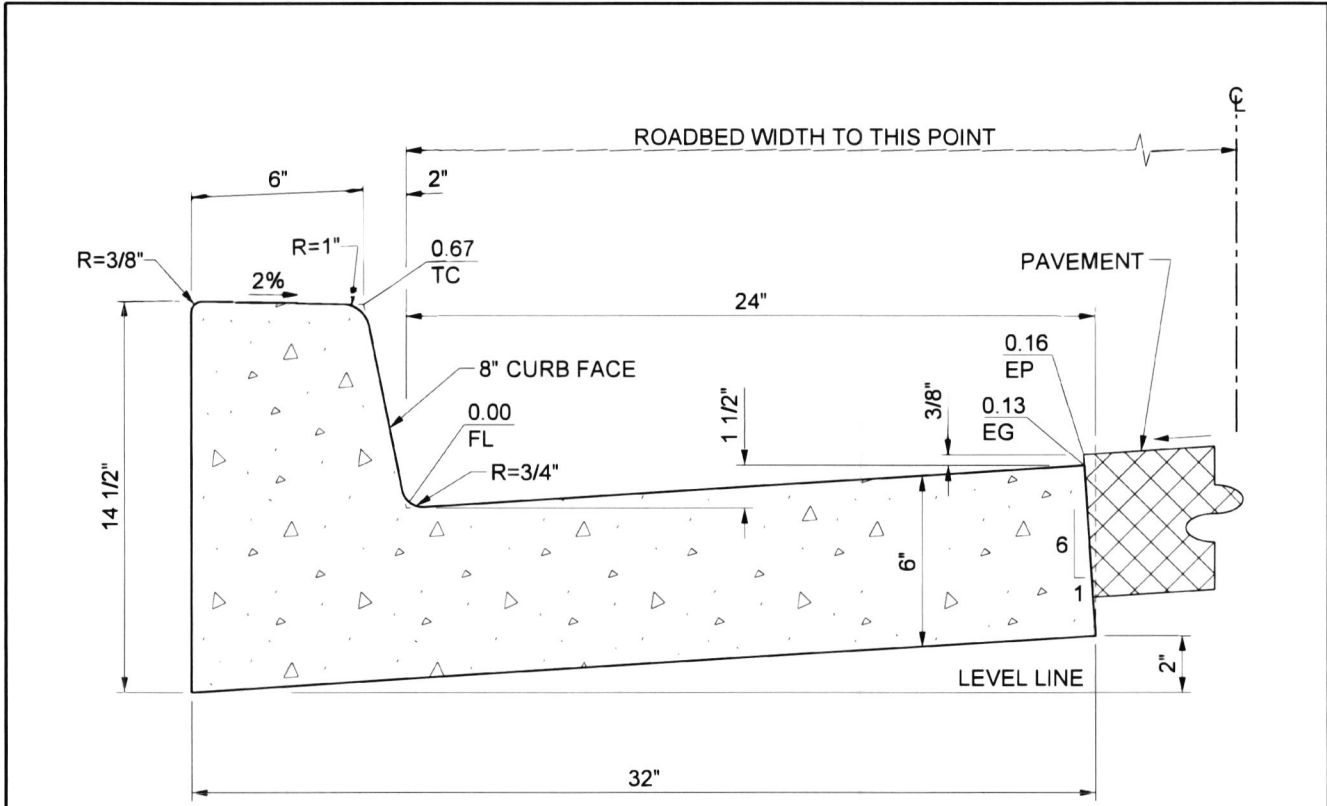 ℄
ROADBED WIDTH TO THIS POINT
6"
2"
R=3/8"
R=1"
0.67
TC
2%
PAVEMENT
24"
0.16
EP
8" CURB FACE
3/8"
0.13
EG
1 1/2"
0.00
FL
R=3/4"
14 1/2"
6"
6
1
LEVEL LINE
2"
32"